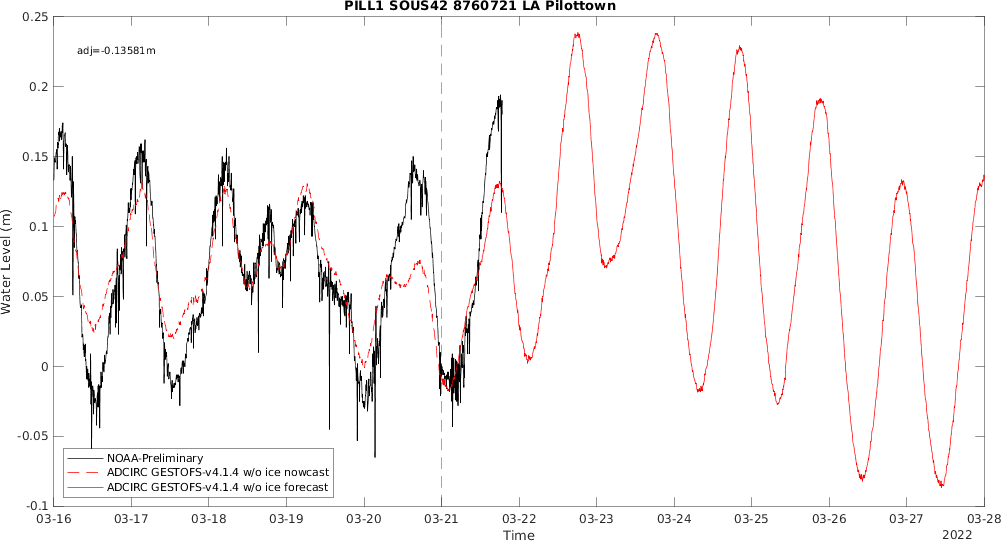 PILL1 SOUS42 8760721 LA Pilottown
adj=-0.13581m
0.25
0.2
0.15
0.1
0.05
0
-0.05
-0.1
Water Level (m)
NOAA-Preliminary
ADCIRC GESTOFS-v4.1.4 w/o ice nowcast
ADCIRC GESTOFS-v4.1.4 w/o ice forecast
03-16 03-17 03-18 03-19 03-20 03-21 03-22 03-23 03-24 03-25 03-26 03-27 03-28
Time
2022